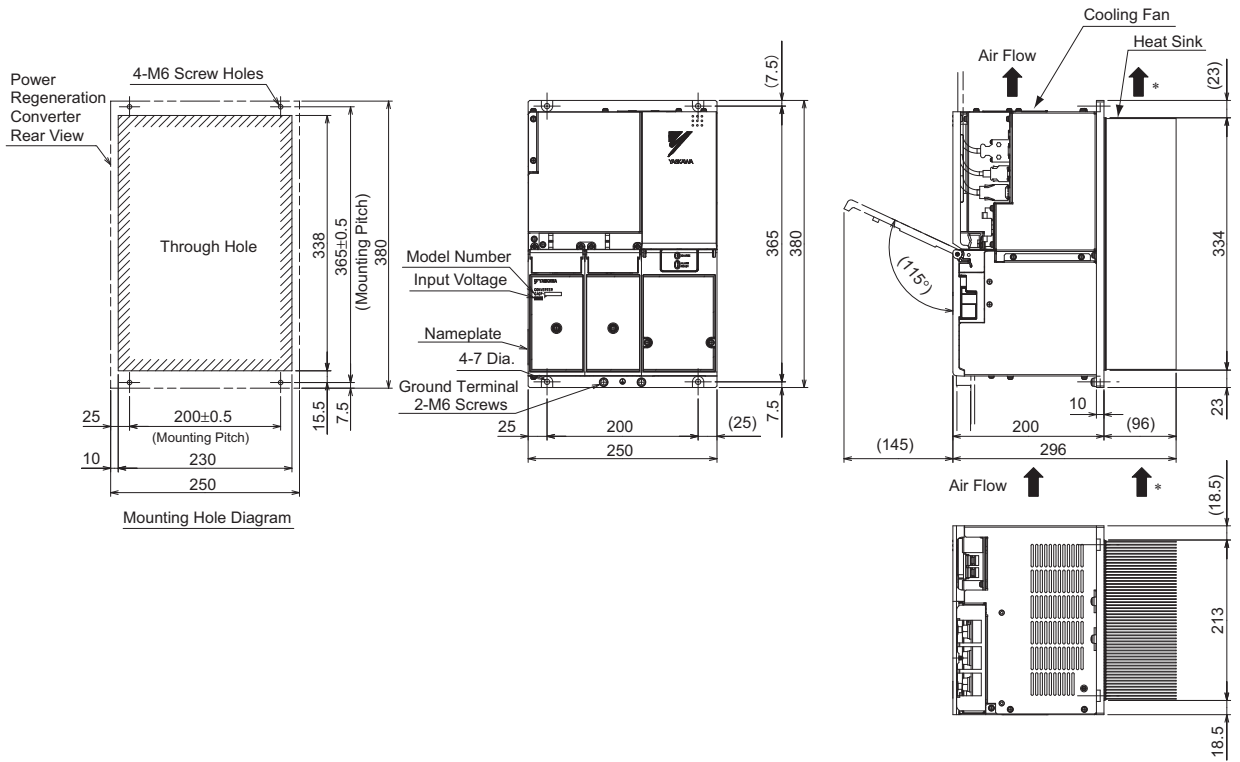 Power
Regeneration
Converter
Rear View
4-M6 Screw Holes
Through Hole
338
365±0.5
(Mounting Pitch)
380
15.5
7.5
25
200±0.5
(Mounting Pitch)
10
230
250
Mounting Hole Diagram
(7.5)
YASKAWA
Model Number
Input Voltage
YASKAWA
CONVERTER
Nameplate
4-7 Dia.
Ground Terminal
2-M6 Screws
365
380
7.5
25
200
(25)
250
Cooling Fan
Heat Sink
Air Flow
*
(23)
(115°)
334
23
10
200
(96)
(145)
296
Air Flow
*
(18.5)
213
18.5